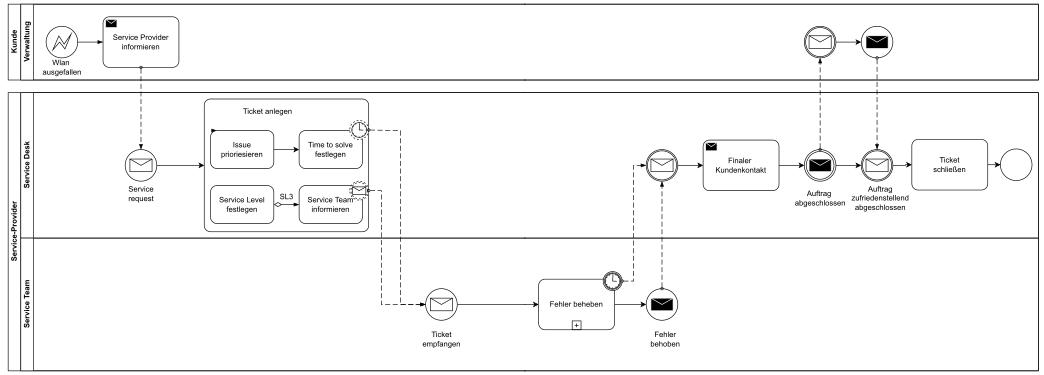 Kunde
Verwaltung
Wlan
ausgefallen
Service Provider
informieren
Service-Provider
Service Desk
Service
request
Ticket anlegen
Issue
prioriesieren
Time to solve
festlegen
Service Level
festlegen
SL3
Service Team
informieren
Finaler
Kundenkontakt
Auftrag
abgeschlossen
Auftrag
zufriedenstellend
abgeschlossen
Ticket
schließen
Service Team
Ticket
empfangen
Fehler beheben
Fehler
behoben